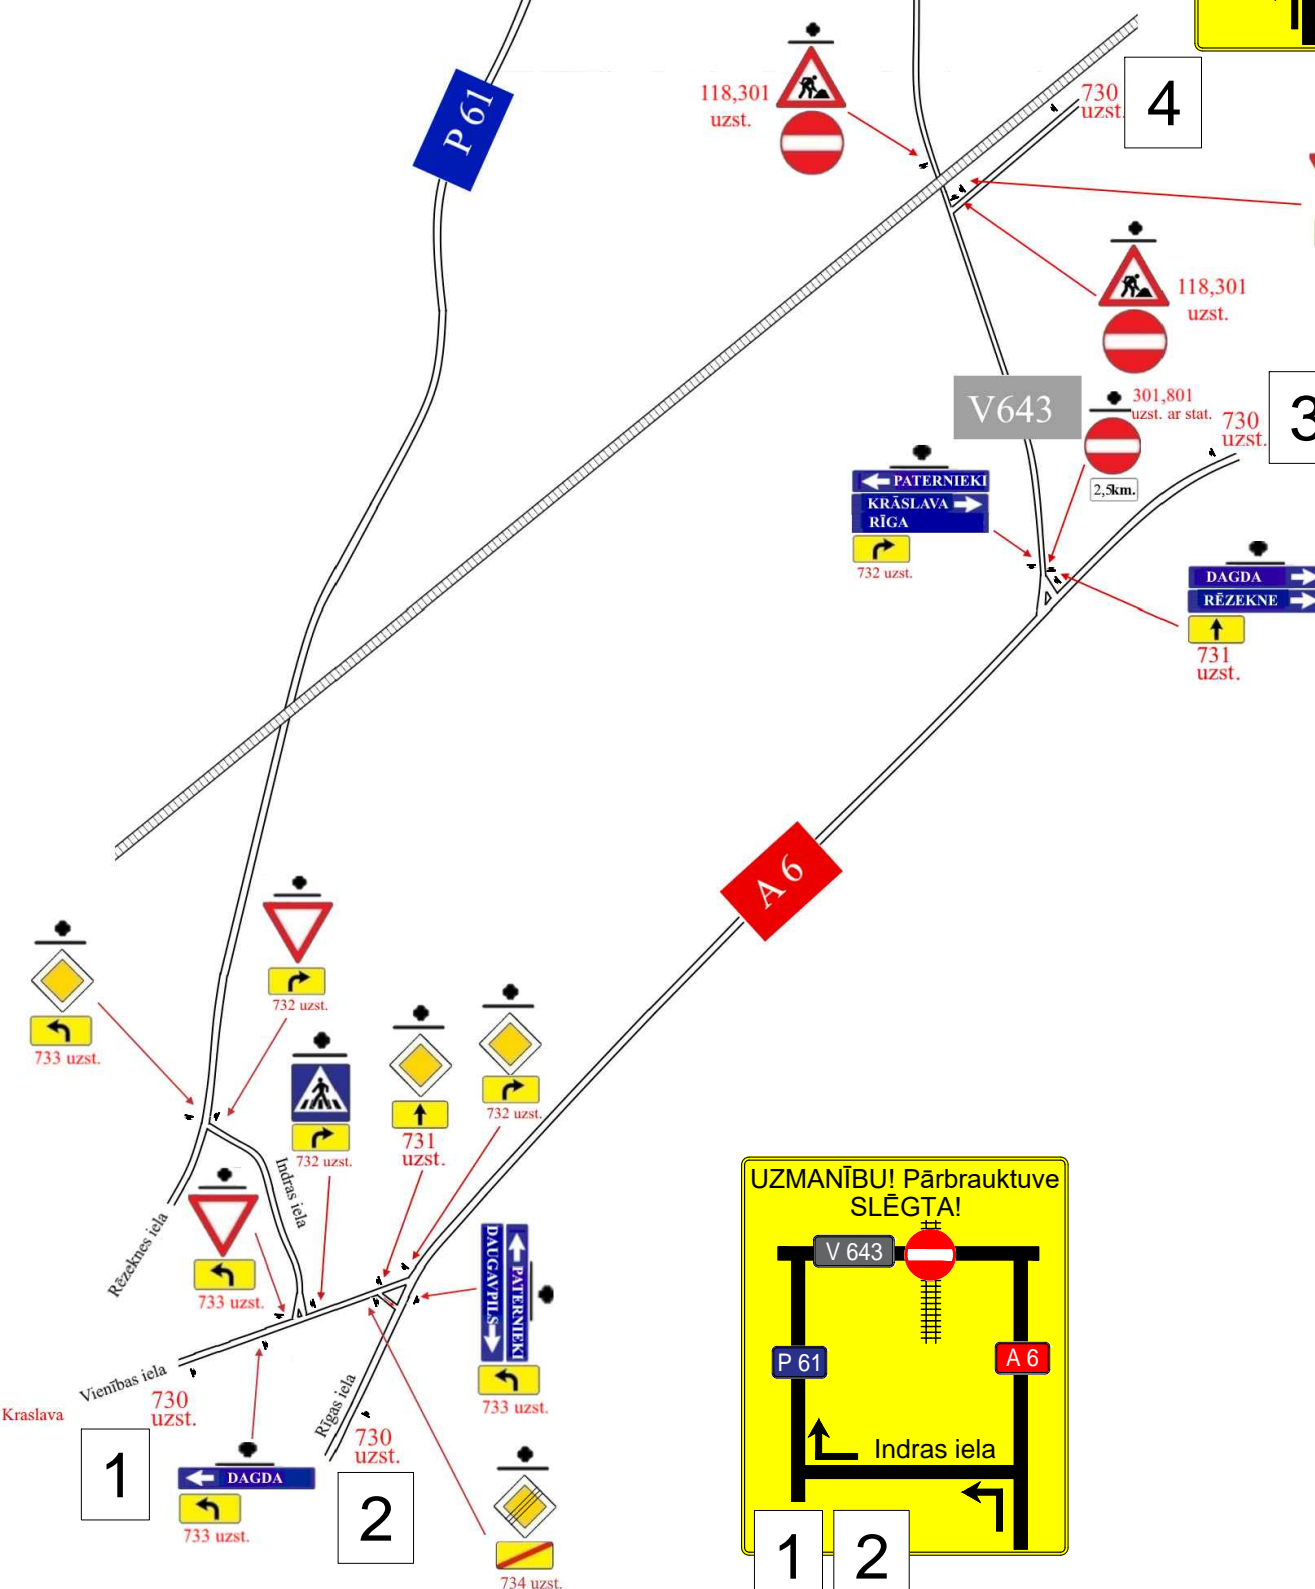 P 61
118,301
uzst.
730
uzst.
4
118,301
uzst.
V643
301,801
uzst. ar stat.
730
uzst.
3
2,5km.
PATERNIEKI
KRĀSLAVA
RĪGA
732 uzst.
DAGDA
RĒZEKNE
731
uzst.
A 6
733 uzst.
732 uzst.
732 uzst.
731
uzst.
732 uzst.
Indras iela
Rēzeknes iela
733 uzst.
DAUGAVPILS
PATERNIEKI
733 uzst.
Vienības iela
Kraslava
730
uzst.
1
DAGDA
733 uzst.
Rīgas iela
730
uzst.
2
734 uzst.
UZMANĪBU! Pārbrauktuve
SLĒGTA!
V 643
P 61
A 6
Indras iela
1
2